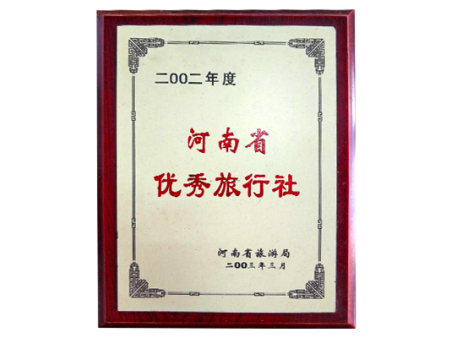 二00二年度
河南省
优秀旅行社
河南省旅游局
二00三年三月